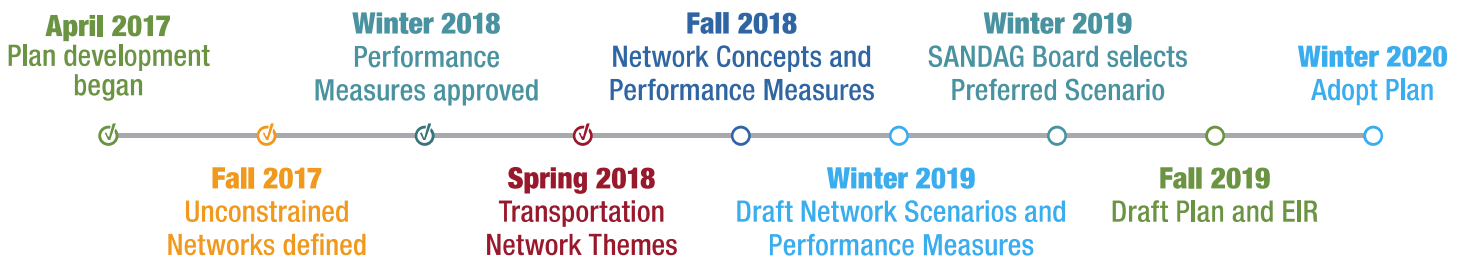 April 2017
Plan development
began
Fall 2017
Unconstrained
Networks defined
Winter 2018
Performance
Measures approved
Spring 2018
Transportation
Network Themes
Fall 2018
Network Concepts and
Performance Measures
Winter 2019
Draft Network Scenarios and
Performance Measures
Winter 2019
SANDAG Board selects
Preferred Scenario
Fall 2019
Draft Plan and EIR
Winter 2020
Adopt Plan